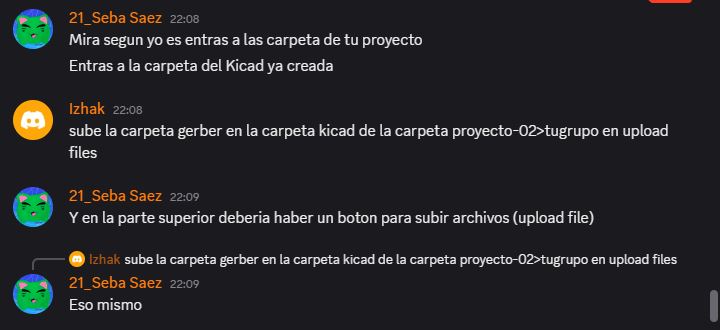 21_Seba Saez 22:08
Mira segun yo es entras a las carpeta de tu proyecto
Entras a la carpeta del Kicad ya creada
Izhak 22:08
sube la carpeta gerber en la carpeta kicad de la carpeta proyecto-02>tugrupo en upload
files
21_Seba Saez 22:09
Y en la parte superior deberia haber un boton para subir archivos (upload file)
Izhak sube la carpeta gerber en la carpeta kicad de la carpeta proyecto-02>tugrupo en upload files
21_Seba Saez 22:09
Eso mismo